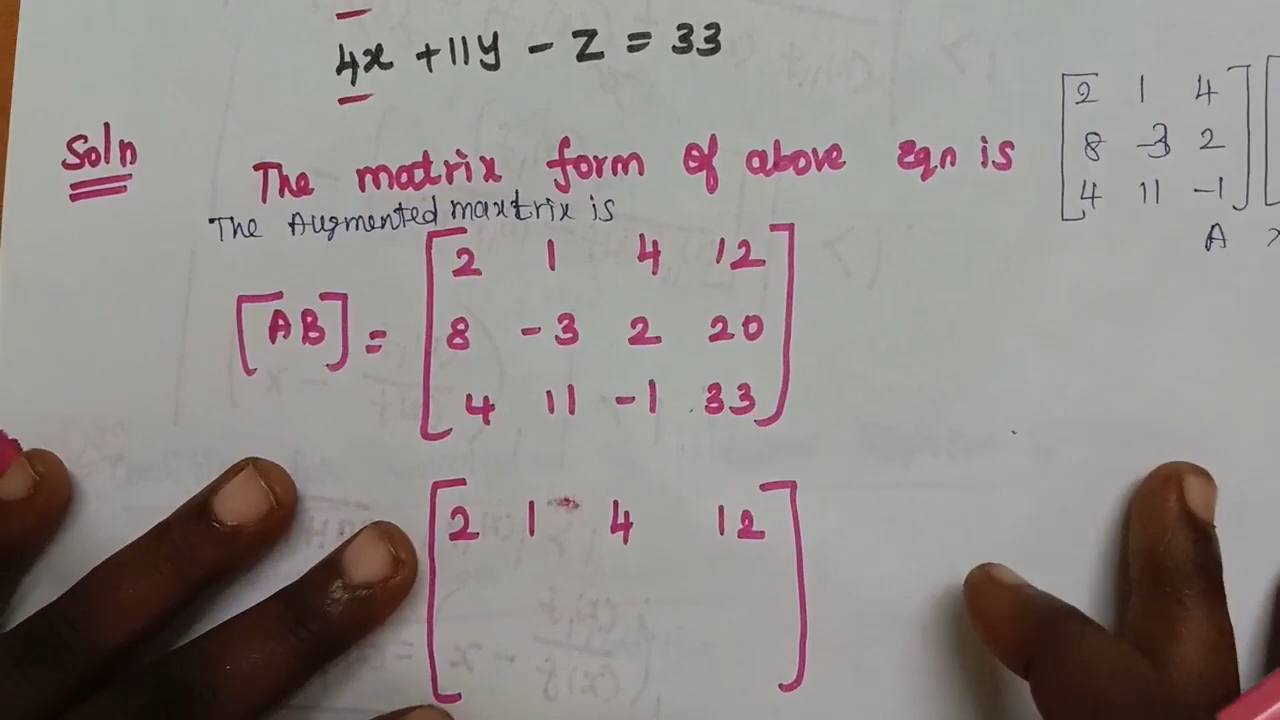 4x + 11y - z = 33
Soln
The matrix form of above Eqn is
2 1 4
8 -3 2
4 11 -1
A
The Augmented maxtrix is
[AB] =
2 1 4 12
8 -3 2 20
4 11 -1 33
2 1 4 12